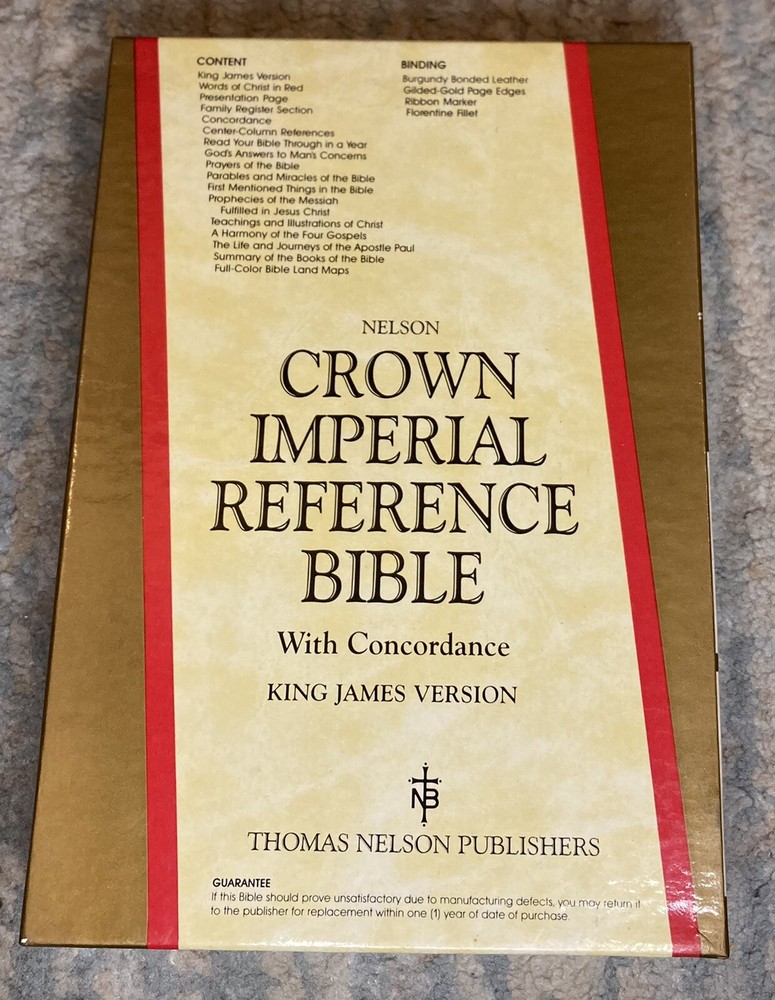 CONTENT
King James Version
Words of Christ in Red
Presentation Page
Family Register Section
Concordance
Center-Column References
Read Your Bible Through in a Year
God's Answers to Man's Concerns
Prayers of the Bible
Parables and Miracles of the Bible
First Mentioned Things in the Bible
Prophecies of the Messiah
Fulfilled in Jesus Christ
Teachings and Illustrations of Christ
A Harmony of the Four Gospels
The Life and Journeys of the Apostle Paul
Summary of the Books of the Bible
Full-Color Bible Land Maps
BINDING
Burgundy Bonded Leather
Gilded-Gold Page Edges
Ribbon Marker
Florentine Fillet
NELSON
CROWN
IMPERIAL
REFERENCE
BIBLE
With Concordance
KING JAMES VERSION
NB
THOMAS NELSON PUBLISHERS
GUARANTEE
If this Bible should prove unsatisfactory due to manufacturing defects, you may return it
to the publisher for replacement within one (1) year of date of purchase.